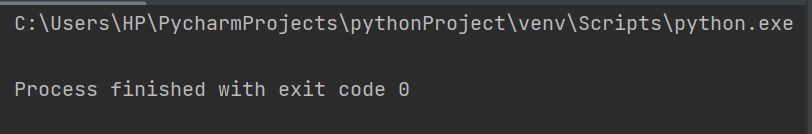 C:\Users\HP\PycharmProjects\pythonProject\venv\Scripts\python.exe
Process finished with exit code 0